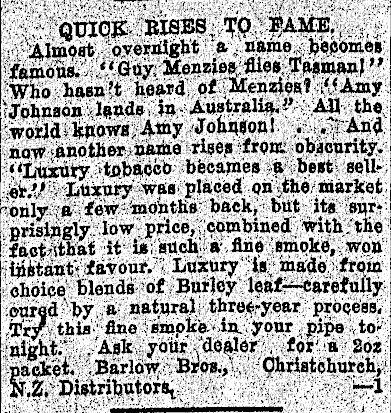 QUICK RISES TO FAME.
Almost overnight a name becomes
famous. "Guy Menzies flies Tasman!"
Who hasn't heard of Menzies? "Amy
Johnson lands in Australia." All the
world knows Amy Johnson! . . And
now another name rises from obscurity.
"Luxury tobacco becames a best sell-
er." Luxury was placed on the market
only a few months back, but its sur-
prisingly low price, combined with the
fact that it is such a fine smoke, won
instant favour. Luxury is made from
choice blends of Burley leaf—carefully
cured by a natural three-year process.
Try this fine smoke in your pipe to-
night. Ask your dealer for a 2oz
packet. Barlow Bros., Christchurch,
N.Z. Distributors. —1